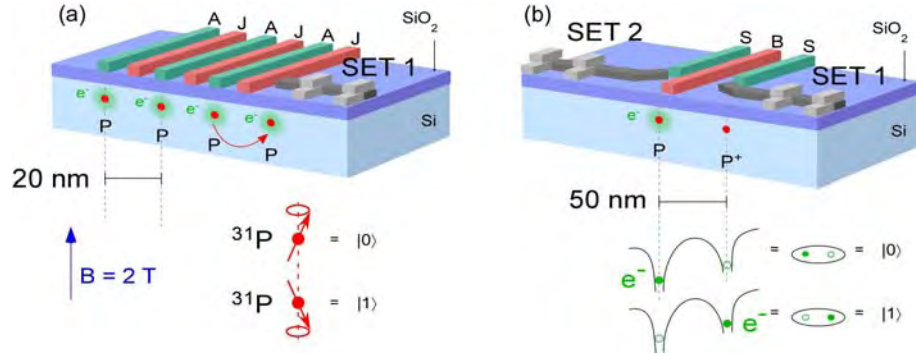 (a)
A J A J A J
SiO2
SET 1
e- e- e- e-
P P P P
Si
20 nm
B = 2 T
31P = |0⟩
31P = |1⟩
(b)
SET 2
S B S
SiO2
SET 1
e-
Si
P P+
50 nm
e- = = |0⟩
e- = = |1⟩